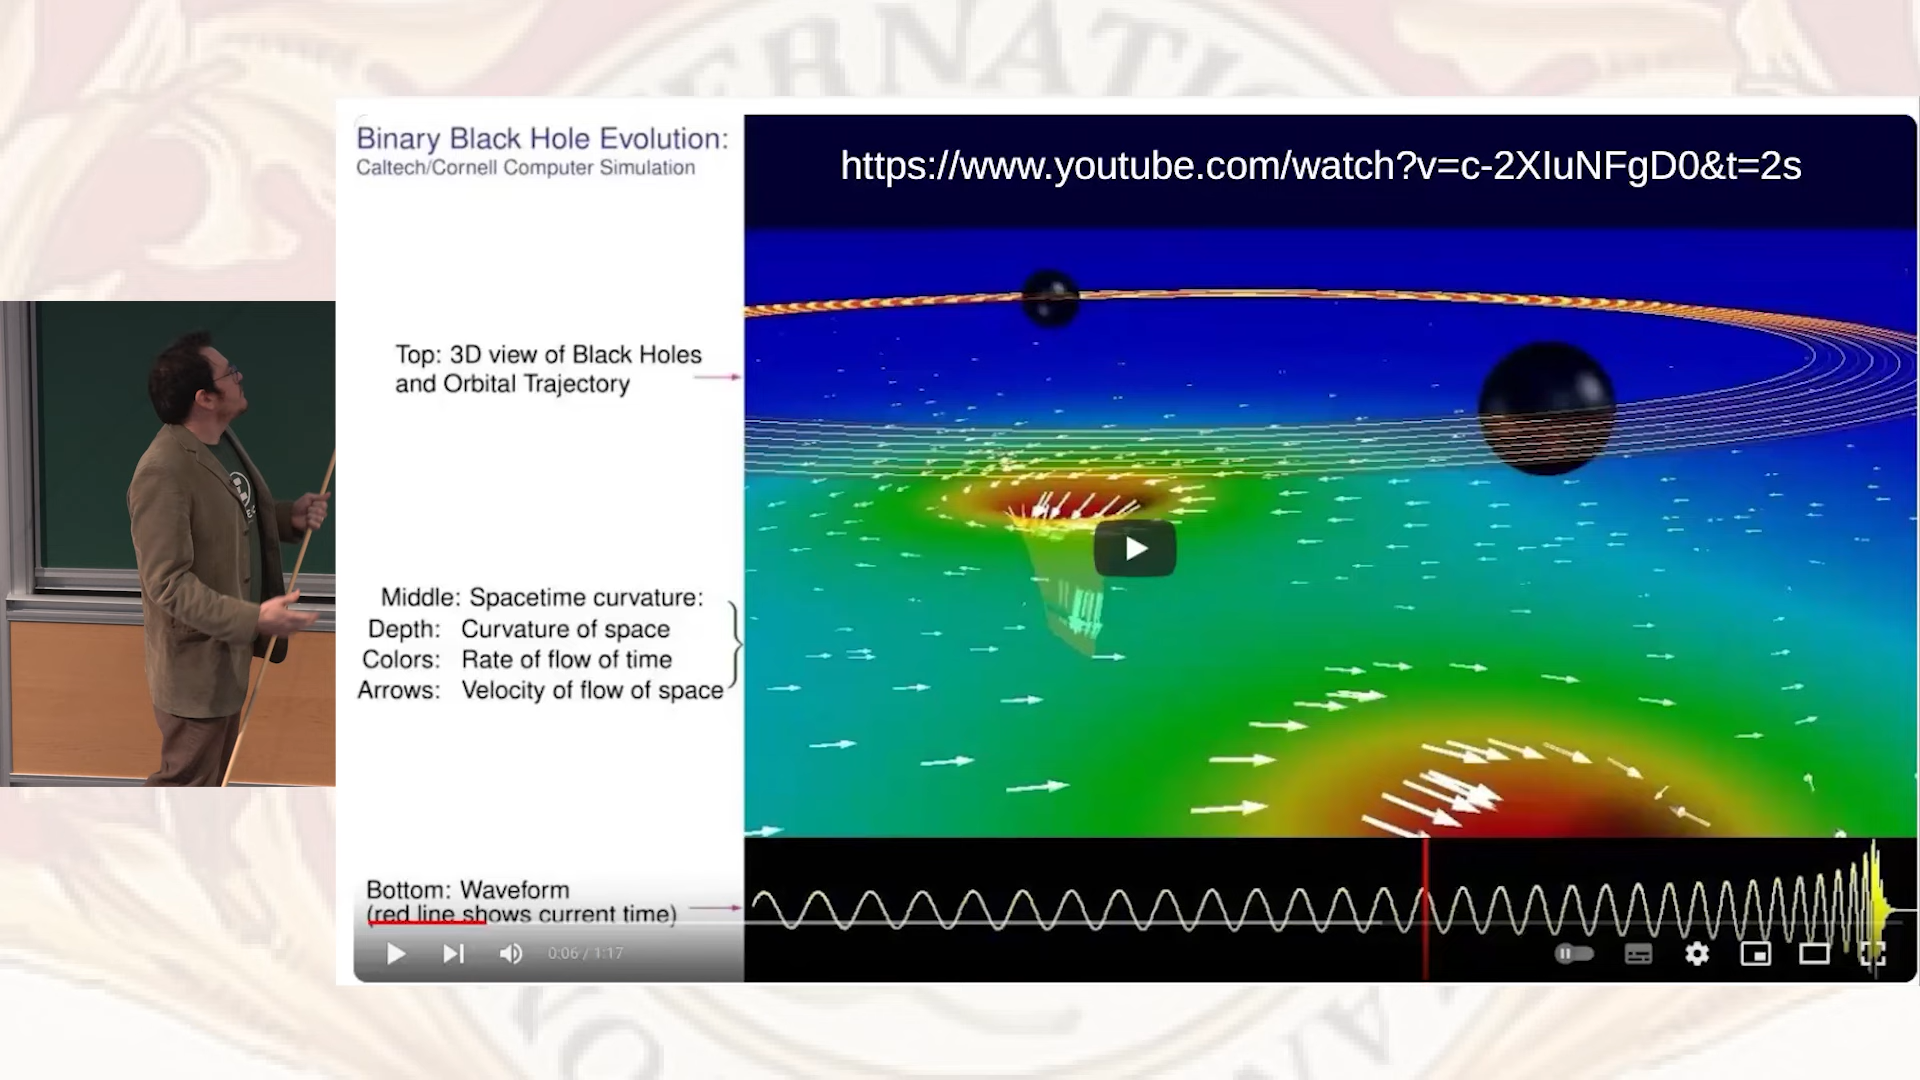 ERNATIO
Binary Black Hole Evolution:
Caltech/Cornell Computer Simulation
https://www.youtube.com/watch?v=c-2XIuNFgD0&t=2s
Top: 3D view of Black Holes
and Orbital Trajectory
Middle: Spacetime curvature:
Depth: Curvature of space
Colors: Rate of flow of time
Arrows: Velocity of flow of space
Bottom: Waveform
(red line shows current time)
0:06 / 1:17